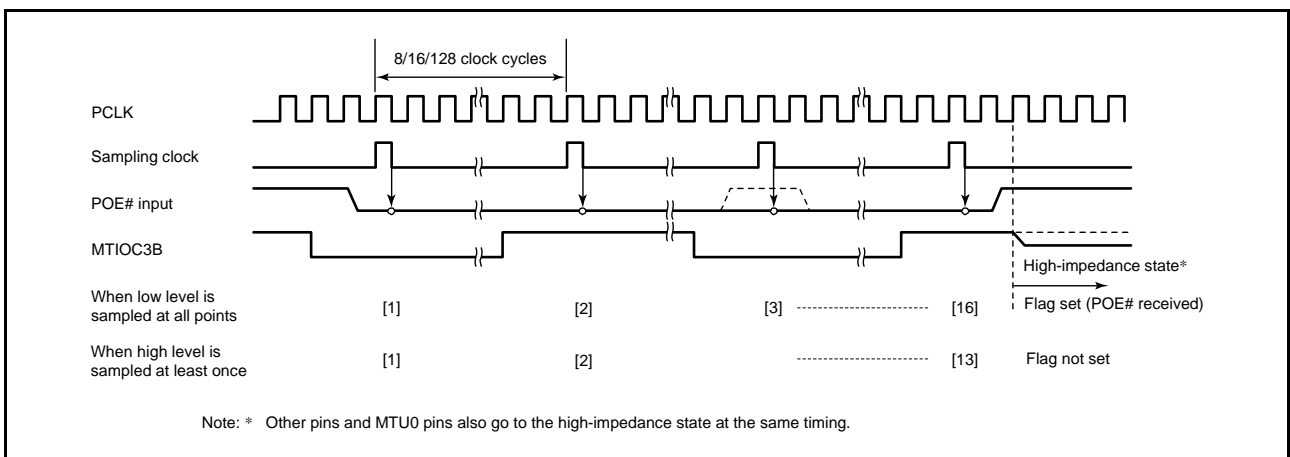 8/16/128 clock cycles
PCLK
Sampling clock
POE# input
MTIOC3B
High-impedance state*
When low level is
sampled at all points
[1] [2] [3] [16] Flag set (POE# received)
When high level is
sampled at least once
[1] [2] [13] Flag not set
Note: * Other pins and MTU0 pins also go to the high-impedance state at the same timing.